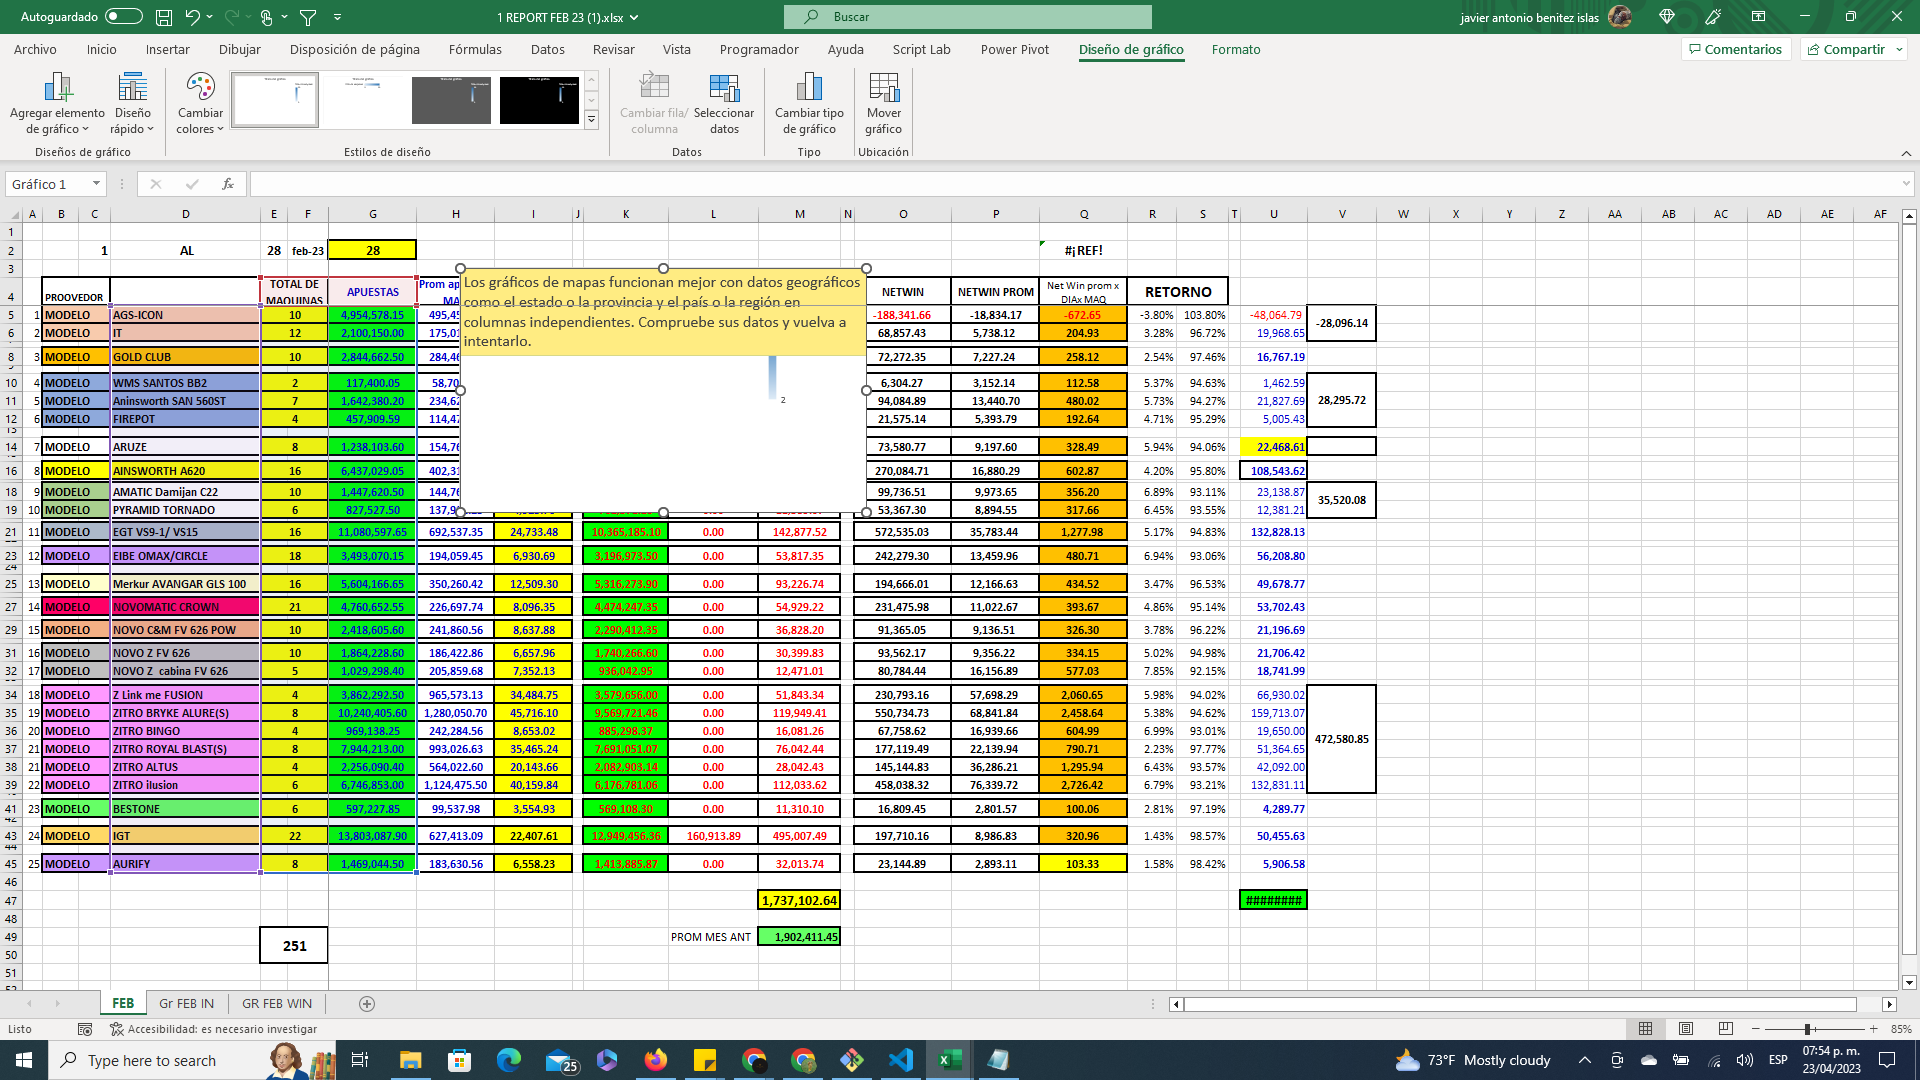 Autoguardado
1 REPORT FEB 23 (1).xlsx
Buscar
javier antonio benitez islas
Archivo Inicio Insertar Dibujar Disposición de página Fórmulas Datos Revisar Vista Programador Ayuda Script Lab Power Pivot Diseño de gráfico Formato Comentarios Compartir
Agregar elemento de gráfico
Diseño rápido
Cambiar colores
Cambiar fila/ columna
Seleccionar datos
Cambiar tipo de gráfico
Mover gráfico
Diseños de gráfico Estilos de diseño Datos Tipo Ubicación
Gráfico 1 fx
A B C D E F G H I J K L M N O P Q R S T U V W X Y Z AA AB AC AD AE AF
1
2 1 AL 28 feb-23 28 #¡REF!
3
4 PROOVEDOR TOTAL DE MAQUINAS APUESTAS Prom ap MA NETWIN NETWIN PROM Net Win prom x DIAx MAQ RETORNO
Los gráficos de mapas funcionan mejor con datos geográficos
como el estado o la provincia y el país o la región en
columnas independientes. Compruebe sus datos y vuelva a
intentarlo.
2
5 1 MODELO AGS-ICON 10 4,954,578.15 495,45 -188,341.66 -18,834.17 -672.65 -3.80% 103.80% -48,064.79 -28,096.14
6 2 MODELO IT 12 2,100,150.00 175,01 68,857.43 5,738.12 204.93 3.28% 96.72% 19,968.65
8 3 MODELO GOLD CLUB 10 2,844,662.50 284,46 72,272.35 7,227.24 258.12 2.54% 97.46% 16,767.19
10 4 MODELO WMS SANTOS BB2 2 117,400.05 58,70 6,304.27 3,152.14 112.58 5.37% 94.63% 1,462.59
11 5 MODELO Aninsworth SAN 560ST 7 1,642,380.20 234,62 94,084.89 13,440.70 480.02 5.73% 94.27% 21,827.69 28,295.72
12 6 MODELO FIREPOT 4 457,909.59 114,47 21,575.14 5,393.79 192.64 4.71% 95.29% 5,005.43
13
14 7 MODELO ARUZE 8 1,238,103.60 154,76 73,580.77 9,197.60 328.49 5.94% 94.06% 22,468.61
16 8 MODELO AINSWORTH A620 16 6,437,029.05 402,31 270,084.71 16,880.29 602.87 4.20% 95.80% 108,543.62
18 9 MODELO AMATIC Damijan C22 10 1,447,620.50 144,76 99,736.51 9,973.65 356.20 6.89% 93.11% 23,138.87 35,520.08
19 10 MODELO PYRAMID TORNADO 6 827,527.50 137,9 53,367.30 8,894.55 317.66 6.45% 93.55% 12,381.21
21 11 MODELO EGT VS9-1/ VS15 16 11,080,597.65 692,537.35 24,733.48 10,365,185.10 0.00 142,877.52 572,535.03 35,783.44 1,277.98 5.17% 94.83% 132,828.13
23 12 MODELO EIBE OMAX/CIRCLE 18 3,493,070.15 194,059.45 6,930.69 3,196,973.50 0.00 53,817.35 242,279.30 13,459.96 480.71 6.94% 93.06% 56,208.80
24
25 13 MODELO Merkur AVANGAR GLS 100 16 5,604,166.65 350,260.42 12,509.30 5,316,273.90 0.00 93,226.74 194,666.01 12,166.63 434.52 3.47% 96.53% 49,678.77
27 14 MODELO NOVOMATIC CROWN 21 4,760,652.55 226,697.74 8,096.35 4,474,247.35 0.00 54,929.22 231,475.98 11,022.67 393.67 4.86% 95.14% 53,702.43
29 15 MODELO NOVO C&M FV 626 POW 10 2,418,605.60 241,860.56 8,637.88 2,290,412.35 0.00 36,828.20 91,365.05 9,136.51 326.30 3.78% 96.22% 21,196.69
31 16 MODELO NOVO Z FV 626 10 1,864,228.60 186,422.86 6,657.96 1,740,266.60 0.00 30,399.83 93,562.17 9,356.22 334.15 5.02% 94.98% 21,706.42
32 17 MODELO NOVO Z cabina FV 626 5 1,029,298.40 205,859.68 7,352.13 936,042.95 0.00 12,471.01 80,784.44 16,156.89 577.03 7.85% 92.15% 18,741.99
34 18 MODELO Z Link me FUSION 4 3,862,292.50 965,573.13 34,484.75 3,579,656.00 0.00 51,843.34 230,793.16 57,698.29 2,060.65 5.98% 94.02% 66,930.02
35 19 MODELO ZITRO BRYKE ALURE(S) 8 10,240,405.60 1,280,050.70 45,716.10 9,569,721.46 0.00 119,949.41 550,734.73 68,841.84 2,458.64 5.38% 94.62% 159,713.07
36 20 MODELO ZITRO BINGO 4 969,138.25 242,284.56 8,653.02 885,298.37 0.00 16,081.26 67,758.62 16,939.66 604.99 6.99% 93.01% 19,650.00
37 21 MODELO ZITRO ROYAL BLAST(S) 8 7,944,213.00 993,026.63 35,465.24 7,691,051.07 0.00 76,042.44 177,119.49 22,139.94 790.71 2.23% 97.77% 51,364.65 472,580.85
38 21 MODELO ZITRO ALTUS 4 2,256,090.40 564,022.60 20,143.66 2,082,903.14 0.00 28,042.43 145,144.83 36,286.21 1,295.94 6.43% 93.57% 42,092.00
39 22 MODELO ZITRO ilusion 6 6,746,853.00 1,124,475.50 40,159.84 6,176,781.06 0.00 112,033.62 458,038.32 76,339.72 2,726.42 6.79% 93.21% 132,831.11
41 23 MODELO BESTONE 6 597,227.85 99,537.98 3,554.93 569,108.30 0.00 11,310.10 16,809.45 2,801.57 100.06 2.81% 97.19% 4,289.77
43 24 MODELO IGT 22 13,803,087.90 627,413.09 22,407.61 12,949,456.36 160,913.89 495,007.49 197,710.16 8,986.83 320.96 1.43% 98.57% 50,455.63
45 25 MODELO AURIFY 8 1,469,044.50 183,630.56 6,558.23 1,413,885.87 0.00 32,013.74 23,144.89 2,893.11 103.33 1.58% 98.42% 5,906.58
46
47 1,737,102.64 ########
48
49 251 PROM MES ANT 1,902,411.45
50
51
FEB Gr FEB IN GR FEB WIN
Listo Accesibilidad: es necesario investigar 85%
Type here to search 25 73°F Mostly cloudy ESP 07:54 p. m.
23/04/2023